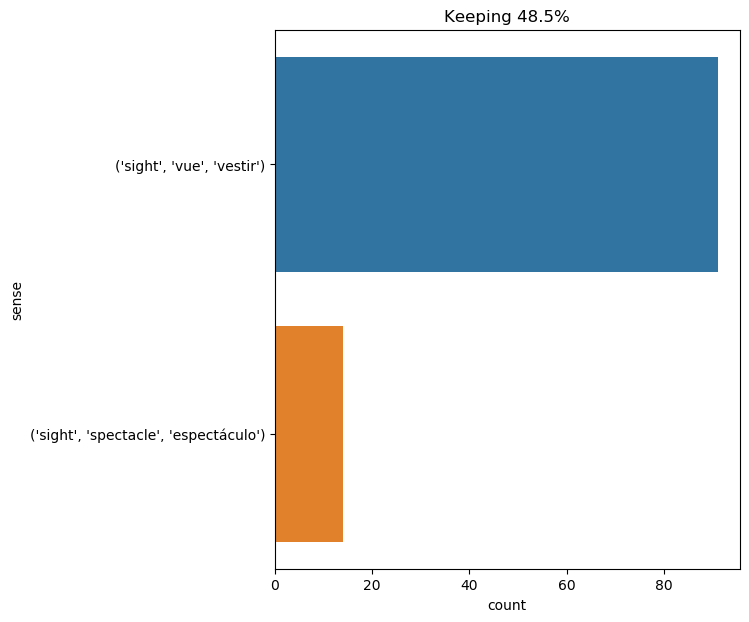 Keeping 48.5%
('sight', 'vue', 'vestir')
('sight', 'spectacle', 'espectáculo')
sense
0 20 40 60 80
count